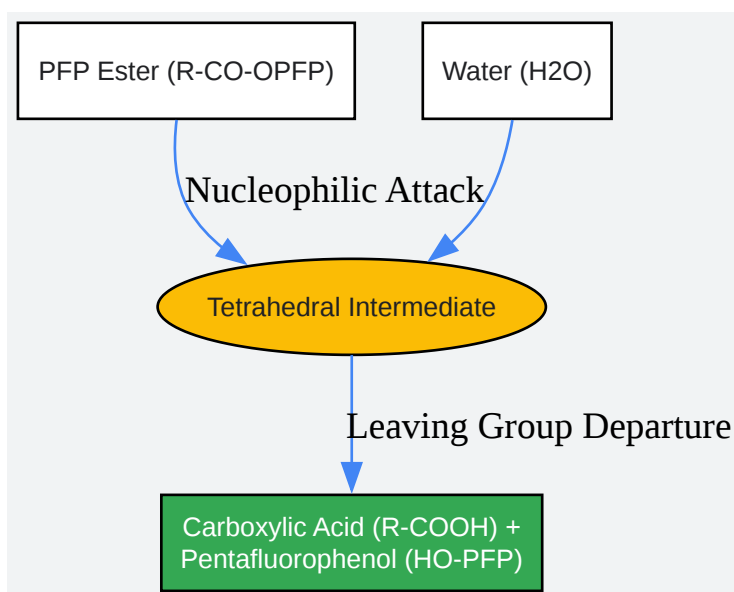 PFP Ester (R-CO-OPFP)
Water (H2O)
Nucleophilic Attack
Tetrahedral Intermediate
Leaving Group Departure
Carboxylic Acid (R-COOH) +
Pentafluorophenol (HO-PFP)